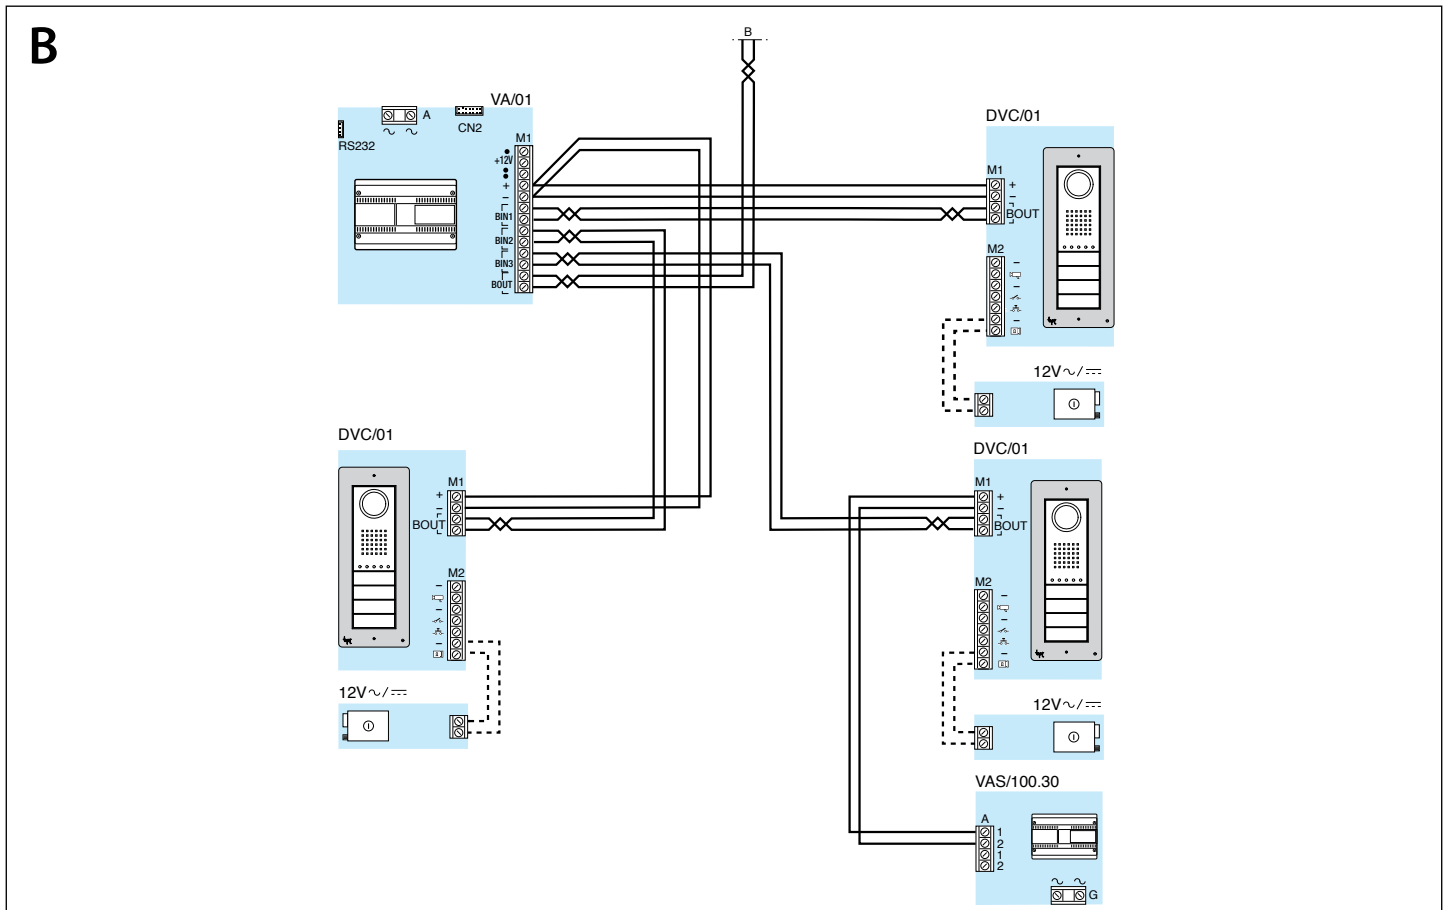 B
B
VA/01
A
CN2
RS232
M1
+12V
+
–
BIN1
BIN2
BIN3
BOUT
DVC/01
M1
+
–
BOUT
M2
–
–
–
12V~/⎓
DVC/01
M1
+
–
BOUT
M2
–
–
–
12V~/⎓
DVC/01
M1
+
–
BOUT
M2
–
–
–
12V~/⎓
VAS/100.30
A
1
2
1
2
G